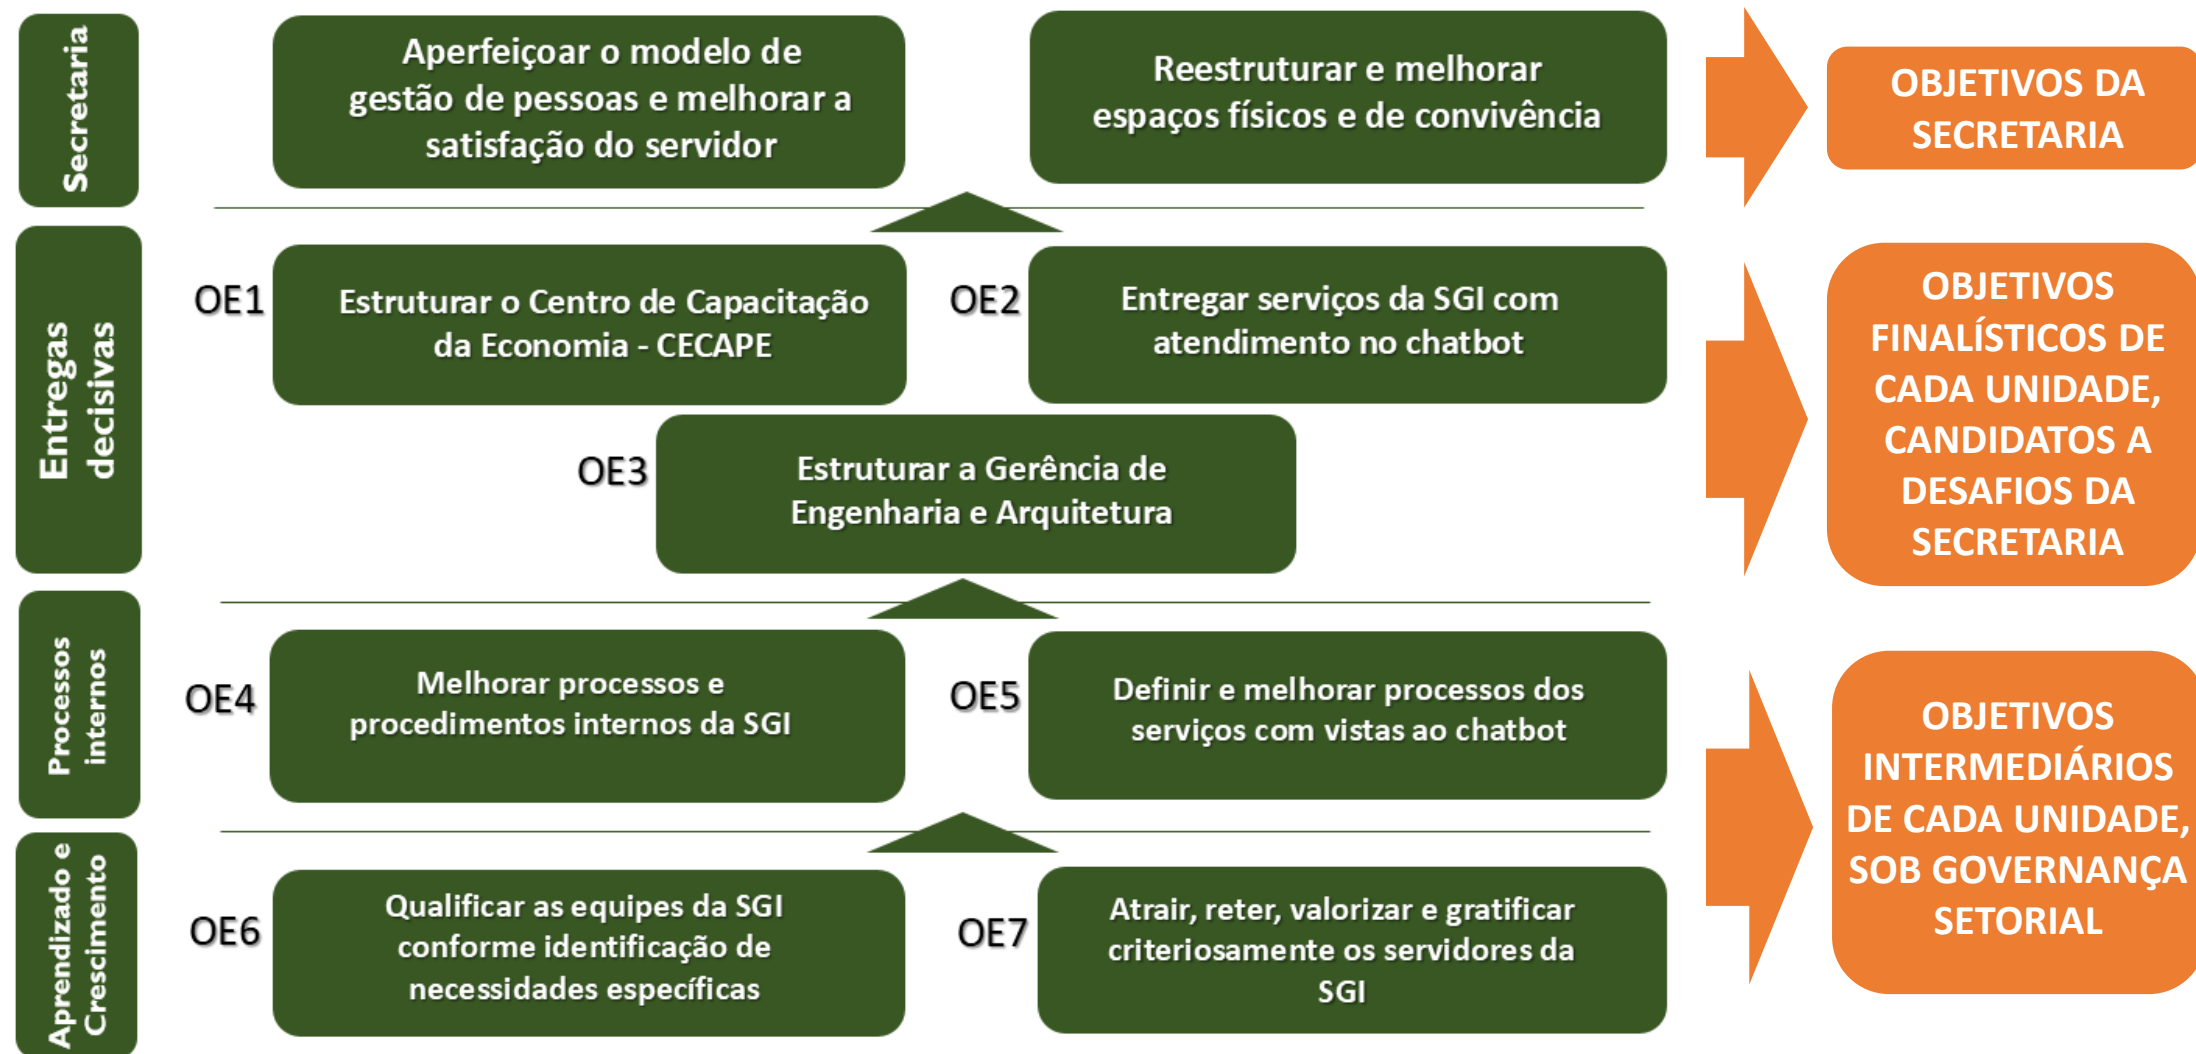 Secretaria
Aperfeiçoar o modelo de
gestão de pessoas e melhorar a
satisfação do servidor
Reestruturar e melhorar
espaços físicos e de convivência
OBJETIVOS DA
SECRETARIA
Entregas
decisivas
OE1
Estruturar o Centro de Capacitação
da Economia - CECAPE
OE2
Entregar serviços da SGI com
atendimento no chatbot
OE3
Estruturar a Gerência de
Engenharia e Arquitetura
OBJETIVOS
FINALÍSTICOS DE
CADA UNIDADE,
CANDIDATOS A
DESAFIOS DA
SECRETARIA
Processos
internos
OE4
Melhorar processos e
procedimentos internos da SGI
OE5
Definir e melhorar processos dos
serviços com vistas ao chatbot
Aprendizado e
Crescimento
OE6
Qualificar as equipes da SGI
conforme identificação de
necessidades específicas
OE7
Atrair, reter, valorizar e gratificar
criteriosamente os servidores da
SGI
OBJETIVOS
INTERMEDIÁRIOS
DE CADA UNIDADE,
SOB GOVERNANÇA
SETORIAL